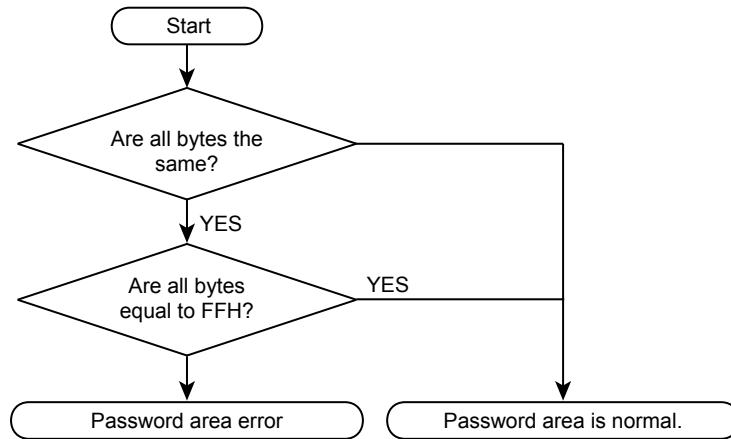 Start
Are all bytes the
same?
YES
Are all bytes
equal to FFH?
YES
Password area error
Password area is normal.